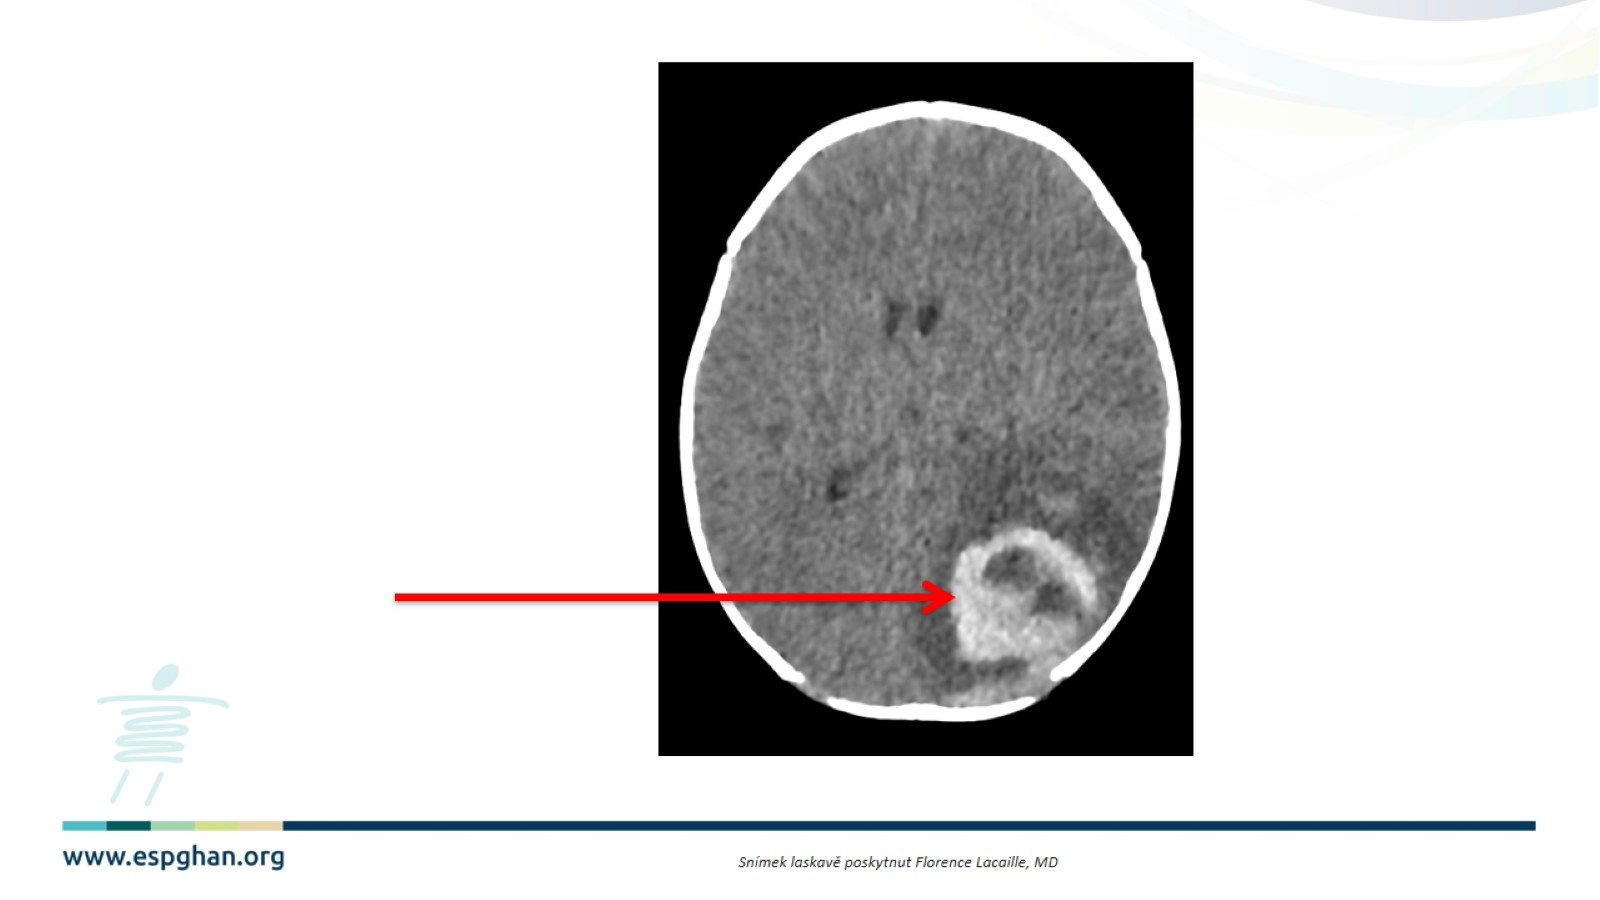 www.espghan.org
Snímek laskavě poskytnut Florence Lacaille, MD